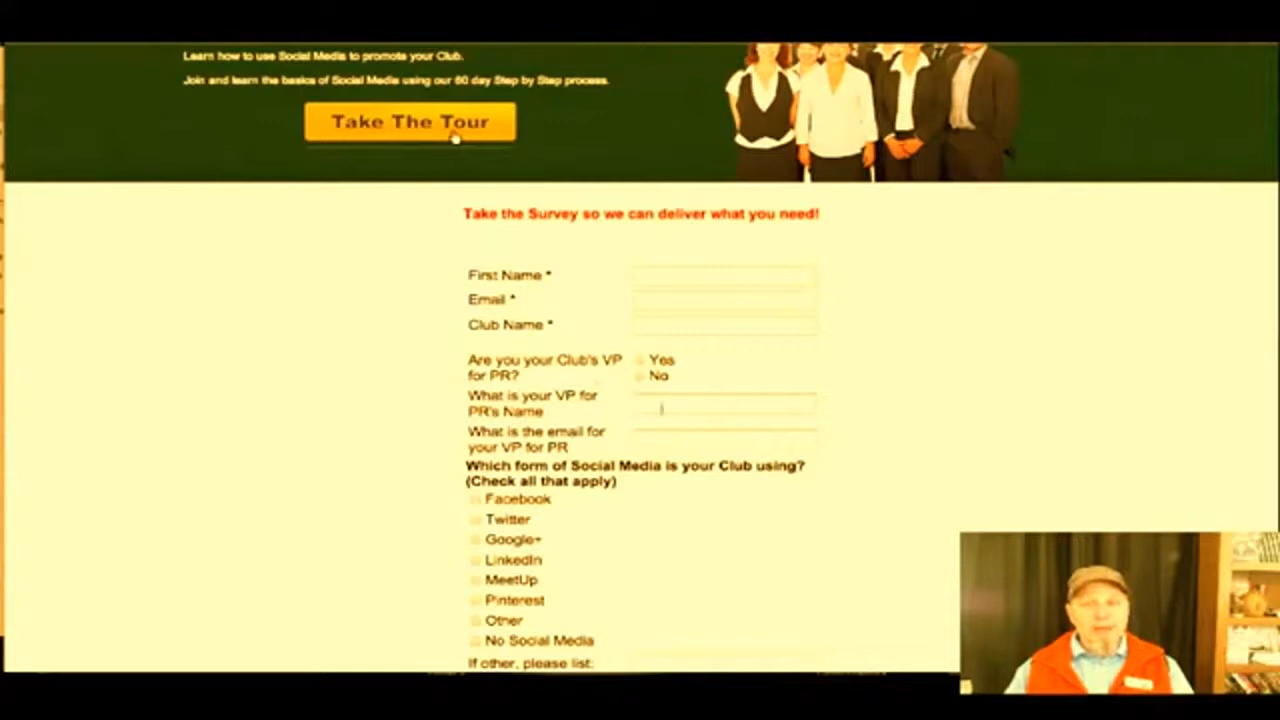 Learn how to use Social Media to promote your Club.
Join and learn the basics of Social Media using our 60 day Step by Step process.
Take The Tour
Take the Survey so we can deliver what you need!
First Name *
Email *
Club Name *
Are you your Club's VP
for PR?
Yes
No
What is your VP for
PR's Name
What is the email for
your VP for PR
Which form of Social Media is your Club using?
(Check all that apply)
Facebook
Twitter
Google+
LinkedIn
MeetUp
Pinterest
Other
No Social Media
If other, please list: